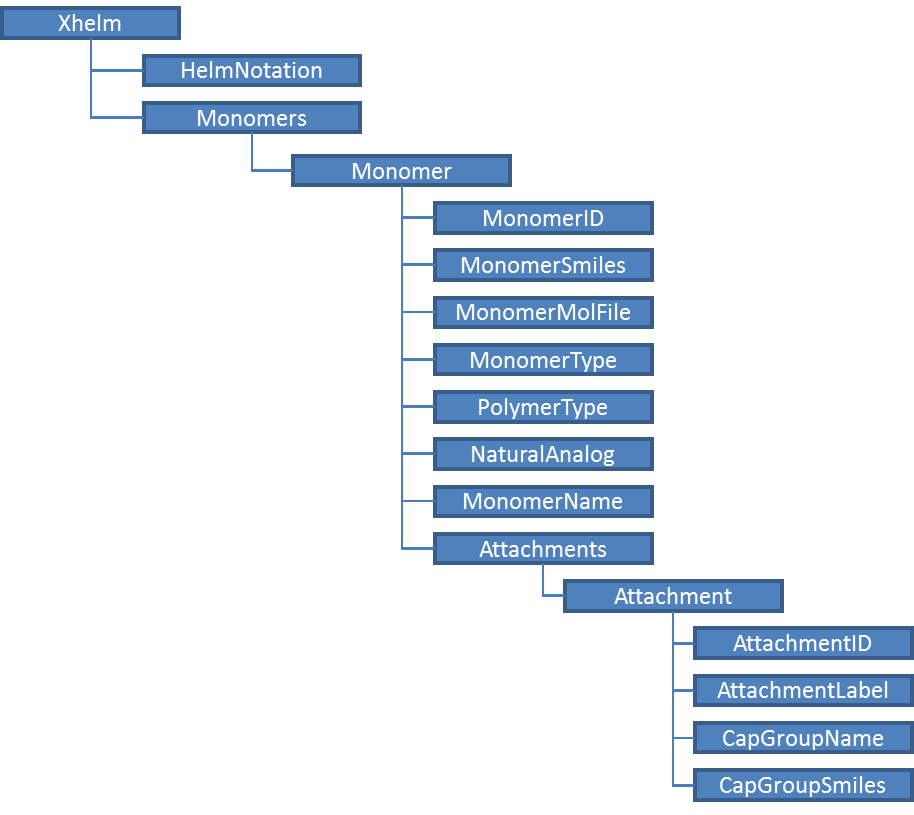 Xhelm
HelmNotation
Monomers
Monomer
MonomerID
MonomerSmiles
MonomerMolFile
MonomerType
PolymerType
NaturalAnalog
MonomerName
Attachments
Attachment
AttachmentID
AttachmentLabel
CapGroupName
CapGroupSmiles